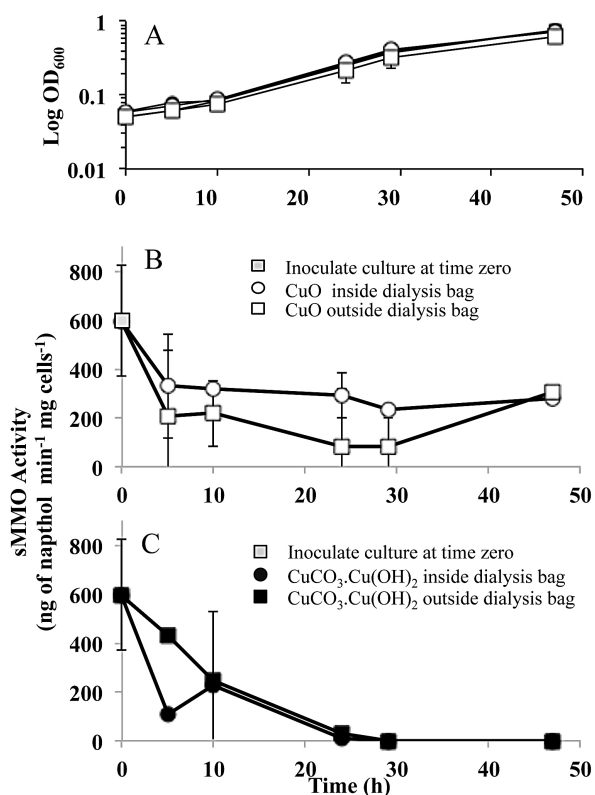 A
1
0.1
0.01
Log OD600
0 10 20 30 40 50
B
800
600
400
200
0
Inoculate culture at time zero
CuO inside dialysis bag
CuO outside dialysis bag
0 10 20 30 40 50
sMMO Activity
(ng of napthol min-1 mg cells-1)
C
800
600
400
200
0
Inoculate culture at time zero
CuCO3.Cu(OH)2 inside dialysis bag
CuCO3.Cu(OH)2 outside dialysis bag
0 10 20 30 40 50
Time (h)